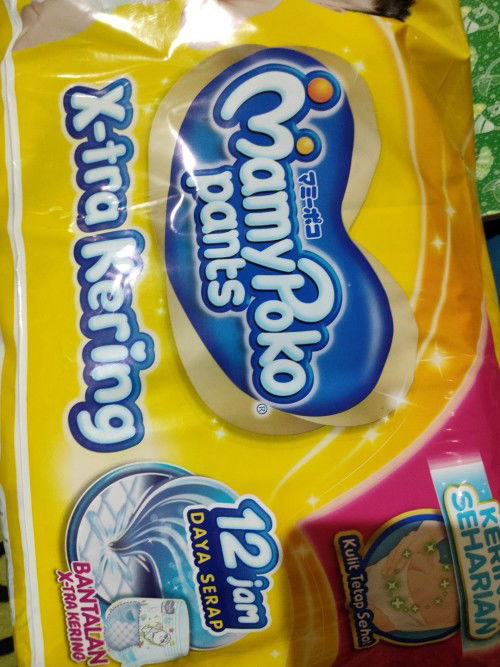 マミーポコ
MamyPoko
pants
®
X-tra Kering
12 jam
DAYA SERAP
BANTALAN
X-TRA KERING
SEHARIAN
Kulit Tetap